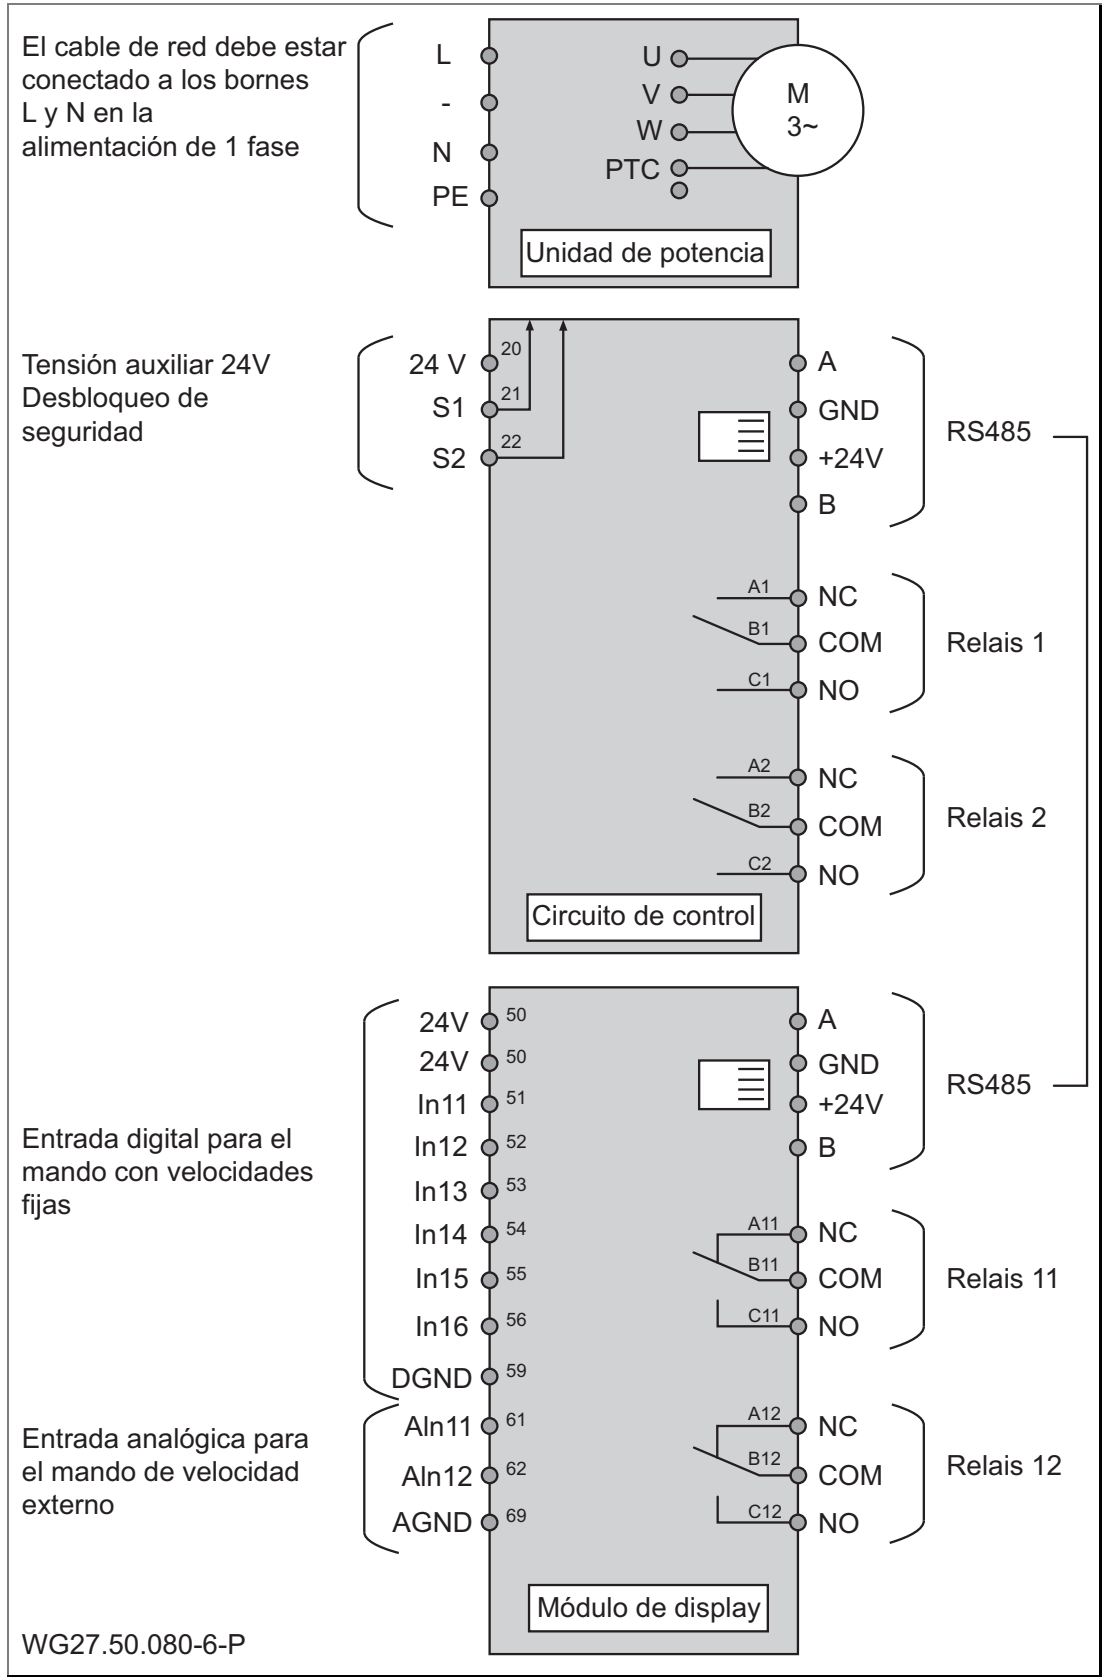 El cable de red debe estar
conectado a los bornes
L y N en la
alimentación de 1 fase
L
-
N
PE
U
V
W
PTC
M
3~
Unidad de potencia
Tensión auxiliar 24V
Desbloqueo de
seguridad
24 V
20
S1
21
S2
22
A
GND
+24V
B
RS485
A1
NC
B1
COM
C1
NO
Relais 1
A2
NC
B2
COM
C2
NO
Relais 2
Circuito de control
Entrada digital para el
mando con velocidades
fijas
24V
50
24V
50
In11
51
In12
52
In13
53
In14
54
In15
55
In16
56
DGND
59
Entrada analógica para
el mando de velocidad
externo
AIn11
61
AIn12
62
AGND
69
A
GND
+24V
B
RS485
A11
NC
B11
COM
C11
NO
Relais 11
A12
NC
B12
COM
C12
NO
Relais 12
Módulo de display
WG27.50.080-6-P